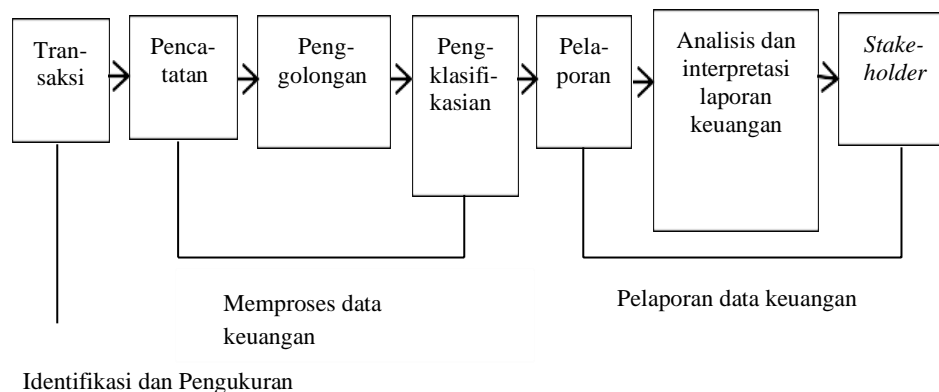 Tran-
saksi
Penca-
tatan
Peng-
golongan
Peng-
klasifi-
kasian
Pela-
poran
Analisis dan
interpretasi
laporan
keuangan
Stake-
holder
Memproses data
keuangan
Pelaporan data keuangan
Identifikasi dan Pengukuran